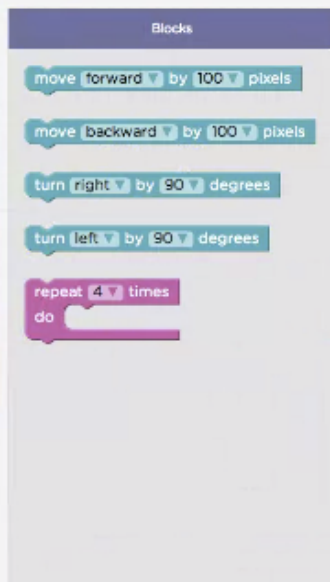 Blocks
move forward by 100 pixels
move backward by 100 pixels
turn right by 90 degrees
turn left by 90 degrees
repeat 4 times
do